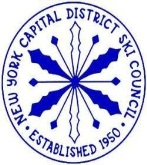 · NEW YORK CAPITAL DISTRICT SKI COUNCIL ·
ESTABLISHED 1950